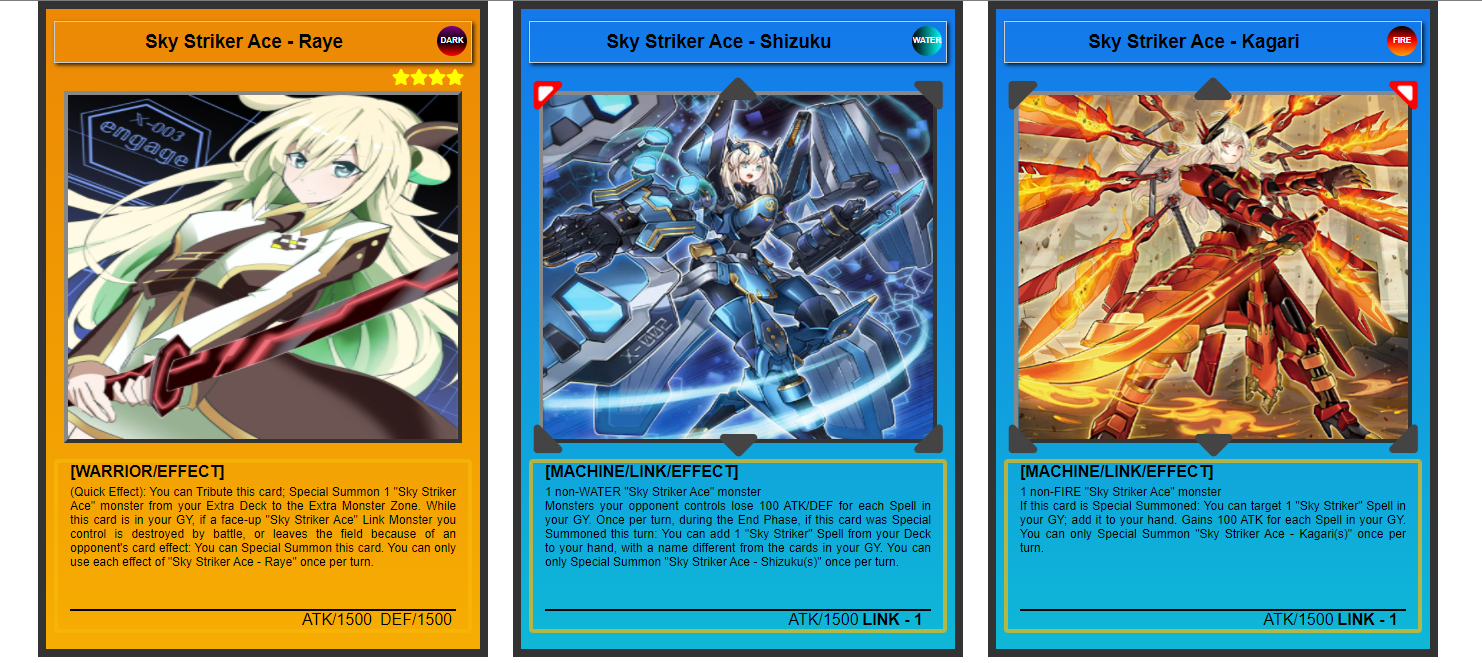 Sky Striker Ace - Raye
DARK
X-003
engage
[WARRIOR/EFFECT]
(Quick Effect): You can Tribute this card; Special Summon 1 "Sky Striker
Ace" monster from your Extra Deck to the Extra Monster Zone. While
this card is in your GY, if a face-up "Sky Striker Ace" Link Monster you
control is destroyed by battle, or leaves the field because of an
opponent's card effect: You can Special Summon this card. You can only
use each effect of "Sky Striker Ace - Raye" once per turn.
ATK/1500 DEF/1500
Sky Striker Ace - Shizuku
WATER
X-002
[MACHINE/LINK/EFFECT]
1 non-WATER "Sky Striker Ace" monster
Monsters your opponent controls lose 100 ATK/DEF for each Spell in
your GY. Once per turn, during the End Phase, if this card was Special
Summoned this turn: You can add 1 "Sky Striker" Spell from your Deck
to your hand, with a name different from the cards in your GY. You can
only Special Summon "Sky Striker Ace - Shizuku(s)" once per turn.
ATK/1500 LINK - 1
Sky Striker Ace - Kagari
FIRE
[MACHINE/LINK/EFFECT]
1 non-FIRE "Sky Striker Ace" monster
If this card is Special Summoned: You can target 1 "Sky Striker" Spell in
your GY; add it to your hand. Gains 100 ATK for each Spell in your GY.
You can only Special Summon "Sky Striker Ace - Kagari(s)" once per
turn.
ATK/1500 LINK - 1